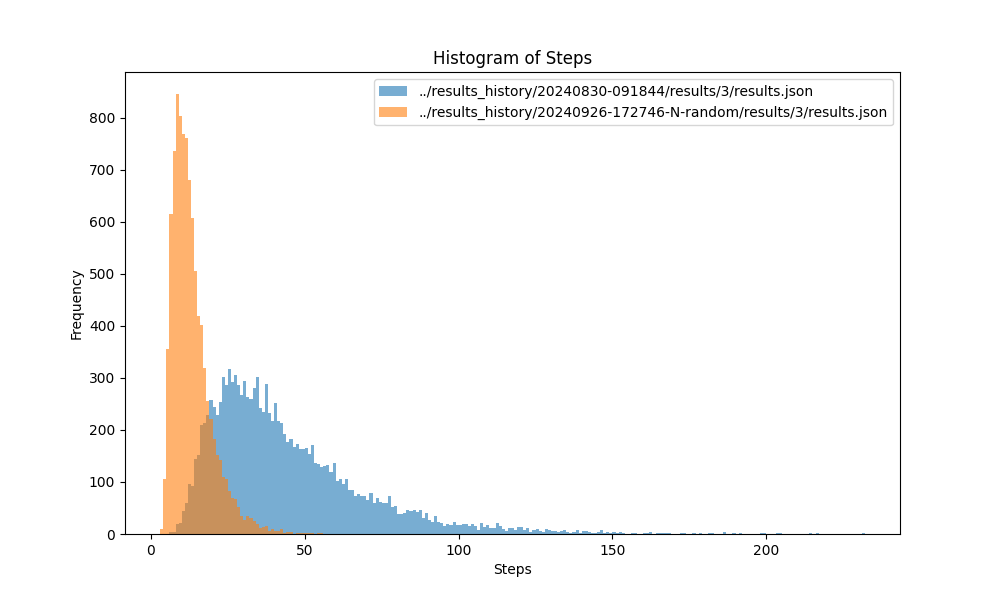 Histogram of Steps
../results_history/20240830-091844/results/3/results.json
../results_history/20240926-172746-N-random/results/3/results.json
Frequency
800
700
600
500
400
300
200
100
0
0 50 100 150 200
Steps